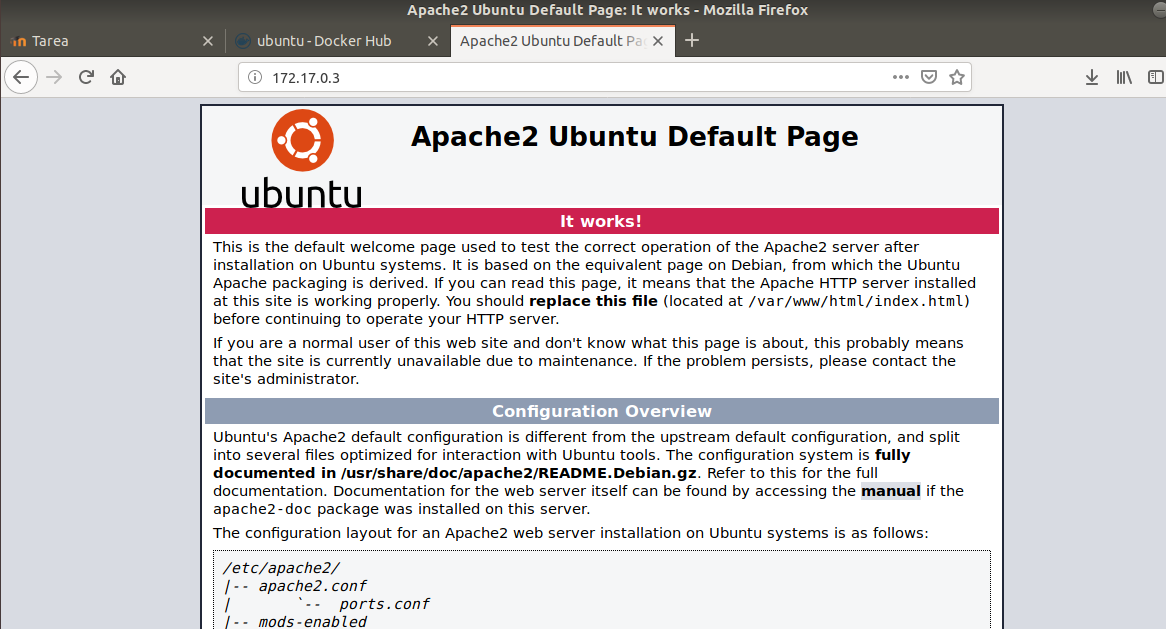 Apache2 Ubuntu Default Page: It works - Mozilla Firefox
Tarea
ubuntu - Docker Hub
Apache2 Ubuntu Default Pa
172.17.0.3
Apache2 Ubuntu Default Page
ubuntu
It works!
This is the default welcome page used to test the correct operation of the Apache2 server after
installation on Ubuntu systems. It is based on the equivalent page on Debian, from which the Ubuntu
Apache packaging is derived. If you can read this page, it means that the Apache HTTP server installed
at this site is working properly. You should replace this file (located at /var/www/html/index.html)
before continuing to operate your HTTP server.
If you are a normal user of this web site and don't know what this page is about, this probably means
that the site is currently unavailable due to maintenance. If the problem persists, please contact the
site's administrator.
Configuration Overview
Ubuntu's Apache2 default configuration is different from the upstream default configuration, and split
into several files optimized for interaction with Ubuntu tools. The configuration system is fully
documented in /usr/share/doc/apache2/README.Debian.gz. Refer to this for the full
documentation. Documentation for the web server itself can be found by accessing the manual if the
apache2-doc package was installed on this server.
The configuration layout for an Apache2 web server installation on Ubuntu systems is as follows:
/etc/apache2/
|-- apache2.conf
|       `--  ports.conf
|-- mods-enabled